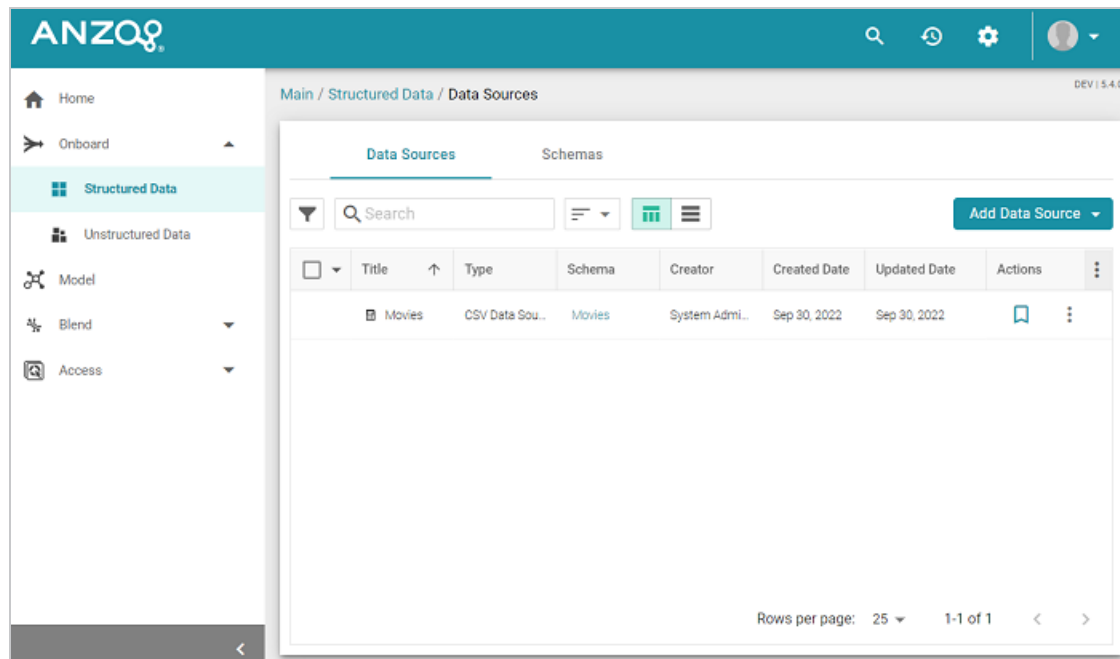 ANZO®
Home
Onboard
Structured Data
Unstructured Data
Model
Blend
Access
Main / Structured Data / Data Sources
DEV | 5.4.0
Data Sources Schemas
Search
Add Data Source
Title Type Schema Creator Created Date Updated Date Actions
Movies CSV Data Sou... Movies System Admi... Sep 30, 2022 Sep 30, 2022
Rows per page: 25 1-1 of 1